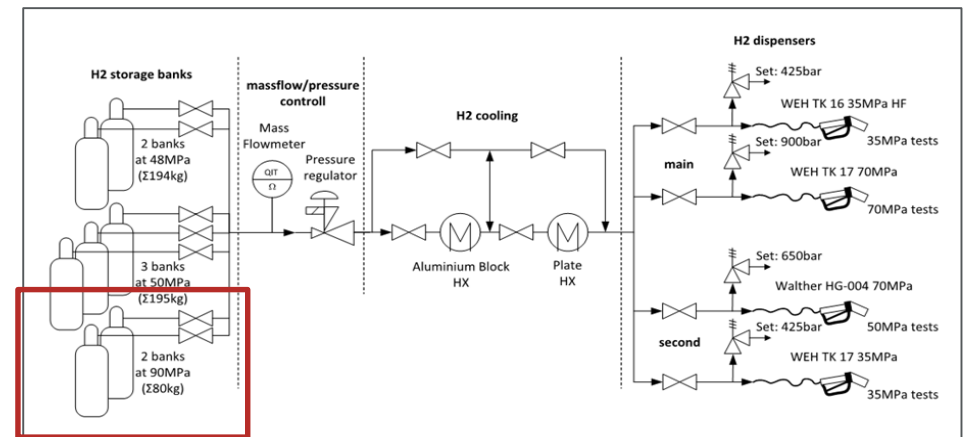 H2 storage banks
2 banks
at 48MPa
(Σ194kg)
3 banks
at 50MPa
(Σ195kg)
2 banks
at 90MPa
(Σ80kg)
massflow/pressure
controll
Mass
Flowmeter
QIT
Ω
Pressure
regulator
H2 cooling
Aluminium Block
HX
Plate
HX
H2 dispensers
Set: 425bar
WEH TK 16 35MPa HF
35MPa tests
main
Set: 900bar
WEH TK 17 70MPa
70MPa tests
Set: 650bar
Walther HG-004 70MPa
50MPa tests
second
Set: 425bar
WEH TK 17 35MPa
35MPa tests